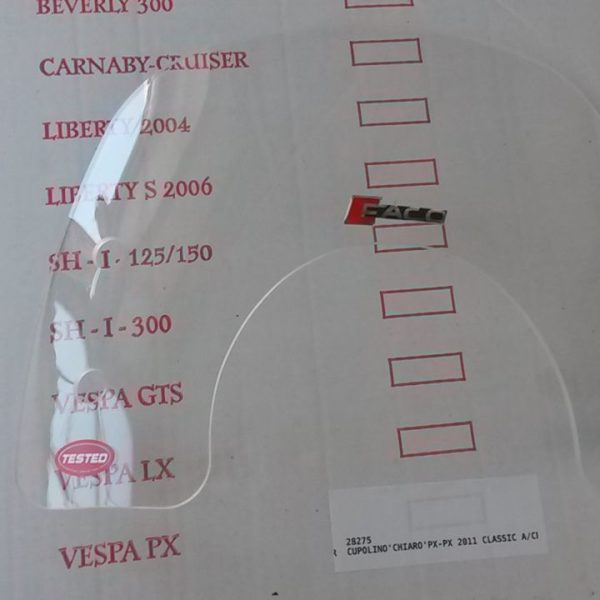 BEVERLY 300
CARNABY-CRUISER
LIBERTY 2004
LIBERTY S 2006
FACO
SH - I - 125/150
SH - I - 300
VESPA GTS
TESTED
VESPA LX
28275
CUPOLINO'CHIARO'PX-PX 2011 CLASSIC A/C
VESPA PX